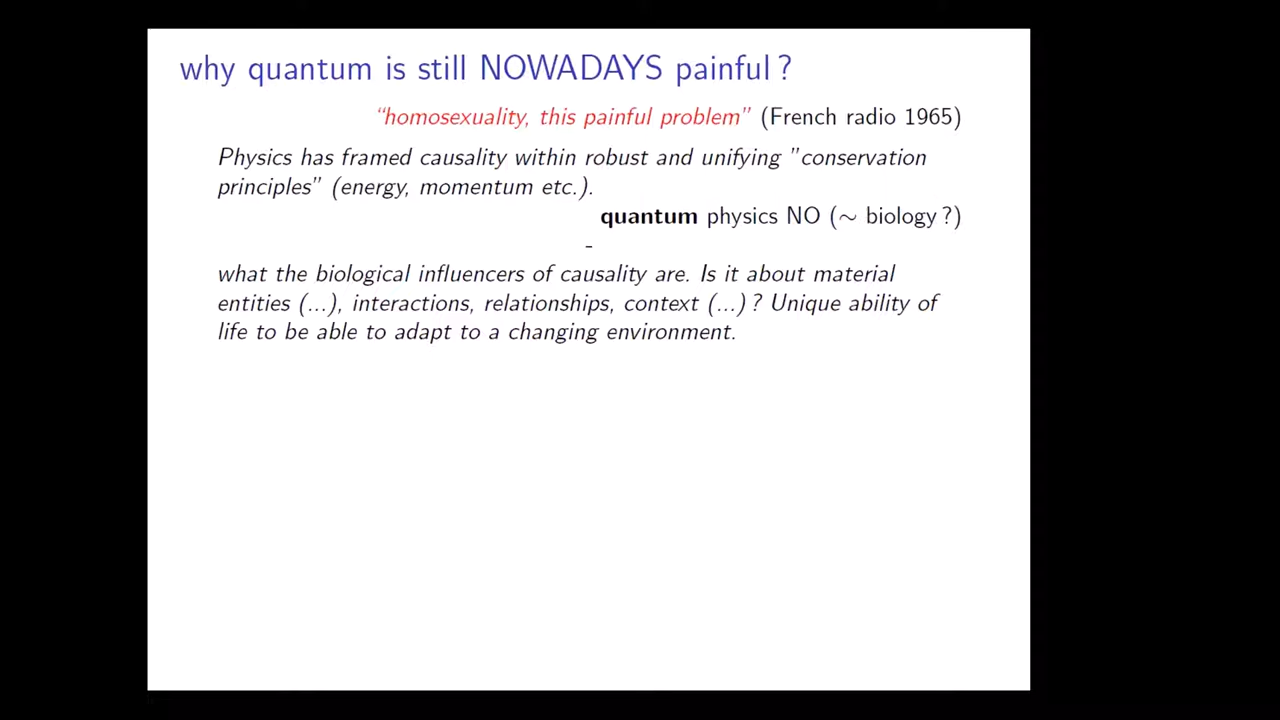 why quantum is still NOWADAYS painful ?
“homosexuality, this painful problem” (French radio 1965)
Physics has framed causality within robust and unifying ”conservation
principles” (energy, momentum etc.).
quantum physics NO (∼ biology ?)
-
what the biological influencers of causality are. Is it about material
entities (...), interactions, relationships, context (...) ? Unique ability of
life to be able to adapt to a changing environment.